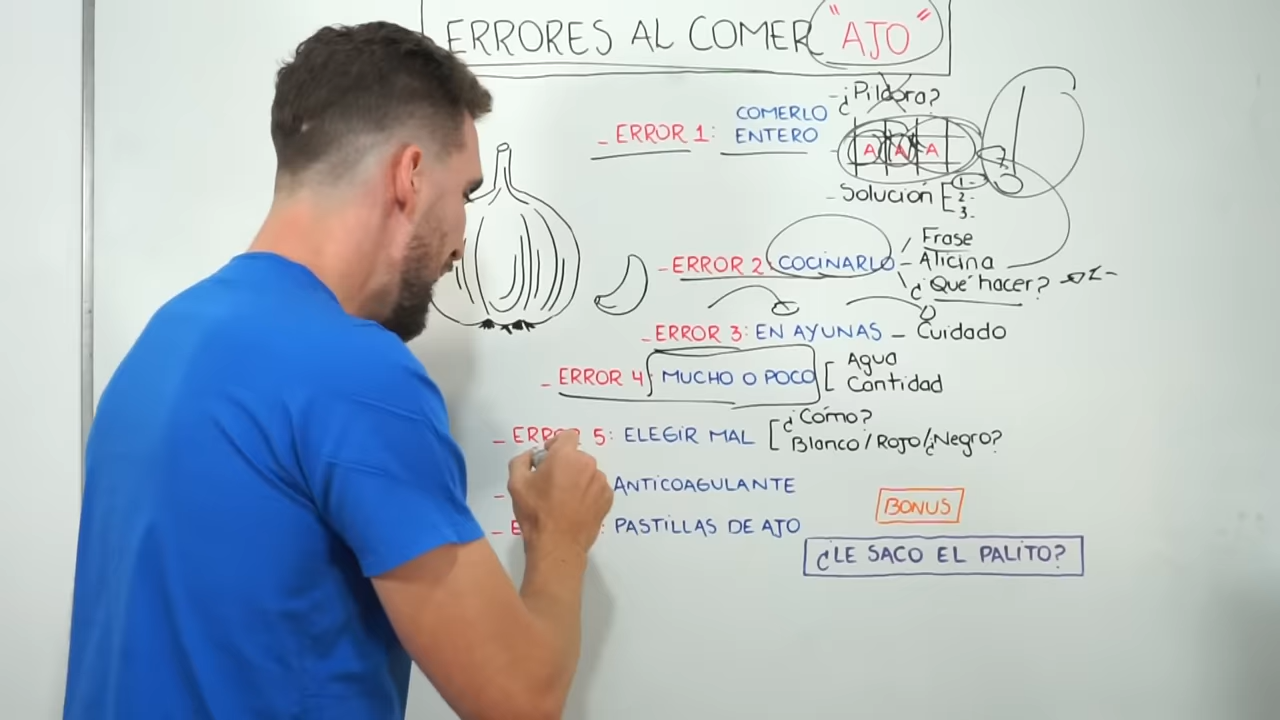 ERRORES AL COMER "AJO"
- ¿Píldora?
- ERROR 1: COMERLO ENTERO
- A A A
- Solución [ 1-
2-
3-
- ERROR 2: COCINARLO - Frase
- Alicina
¿Qué hacer?
- ERROR 3: EN AYUNAS - Cuidado
- ERROR 4: MUCHO O POCO [ Agua
Cantidad
- ERROR 5: ELEGIR MAL [ ¿Cómo?
Blanco/Rojo/¿Negro?
- ANTICOAGULANTE
- E : PASTILLAS DE AJO
BONUS
¿LE SACO EL PALITO?